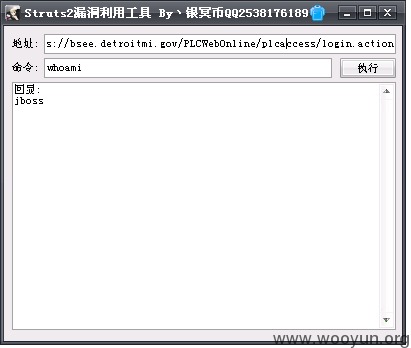 Struts2漏洞利用工具 By丶银冥币QQ2538176189
地址: s://bsee.detroitmi.gov/PLCWebOnline/plcaccess/login.action
命令: whoami 执行
回显:
jboss
www.wooyun.org